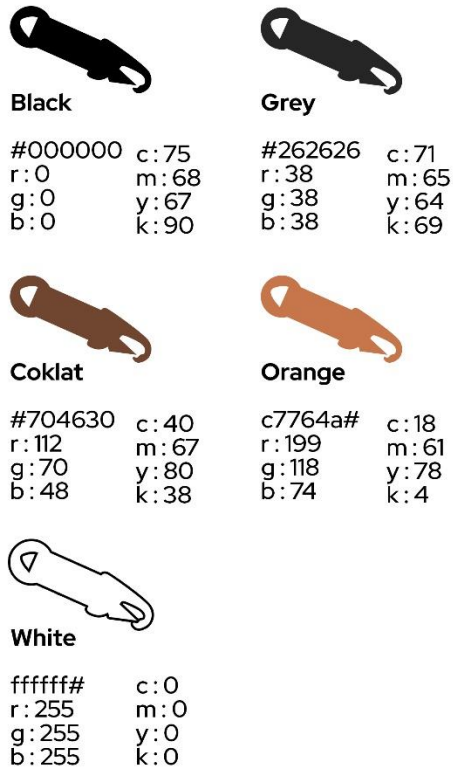 Black
#000000
r:0
g:0
b:0
c:75
m:68
y:67
k:90
Grey
#262626
r:38
g:38
b:38
c:71
m:65
y:64
k:69
Coklat
#704630
r:112
g:70
b:48
c:40
m:67
y:80
k:38
Orange
c7764a#
r:199
g:118
b:74
c:18
m:61
y:78
k:4
White
ffffff#
r:255
g:255
b:255
c:0
m:0
y:0
k:0